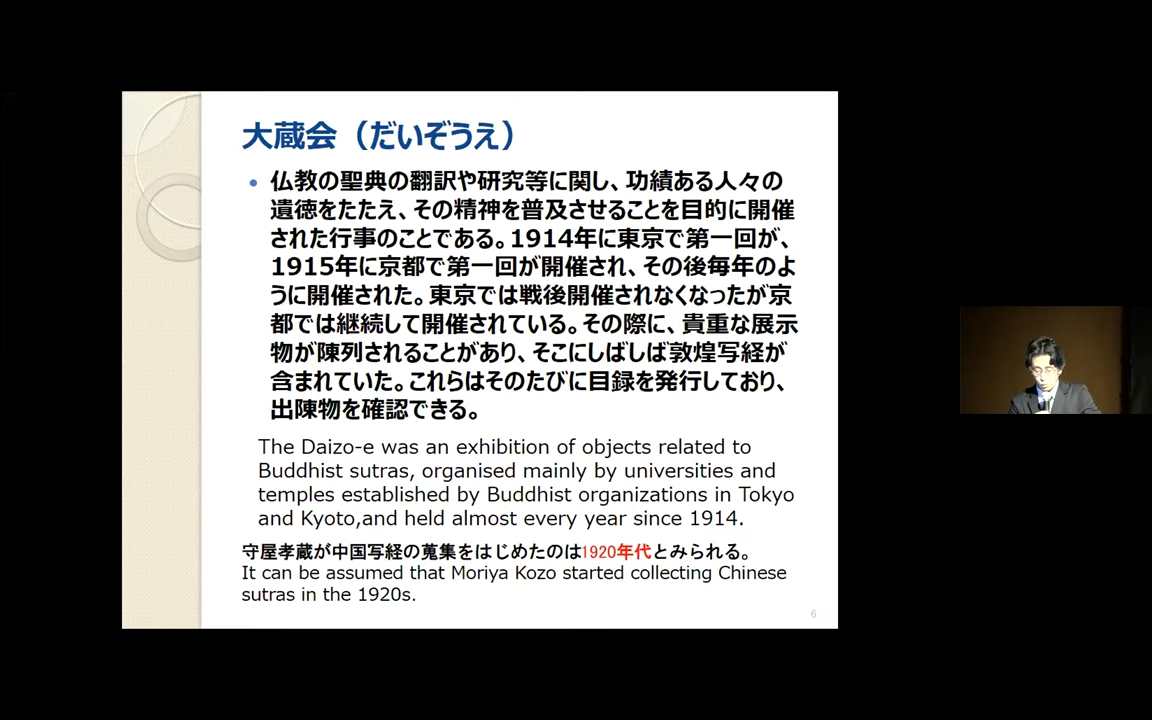 大蔵会（だいぞうえ）
• 仏教の聖典の翻訳や研究等に関し、功績ある人々の
遺徳をたたえ、その精神を普及させることを目的に開催
された行事のことである。1914年に東京で第一回が、
1915年に京都で第一回が開催され、その後毎年のよ
うに開催された。東京では戦後開催されなくなったが京
都では継続して開催されている。その際に、貴重な展示
物が陳列されることがあり、そこにしばしば敦煌写経が
含まれていた。これらはそのたびに目録を発行しており、
出陳物を確認できる。
The Daizo-e was an exhibition of objects related to
Buddhist sutras, organised mainly by universities and
temples established by Buddhist organizations in Tokyo
and Kyoto,and held almost every year since 1914.
守屋孝蔵が中国写経の蒐集をはじめたのは1920年代とみられる。
It can be assumed that Moriya Kozo started collecting Chinese
sutras in the 1920s.
6